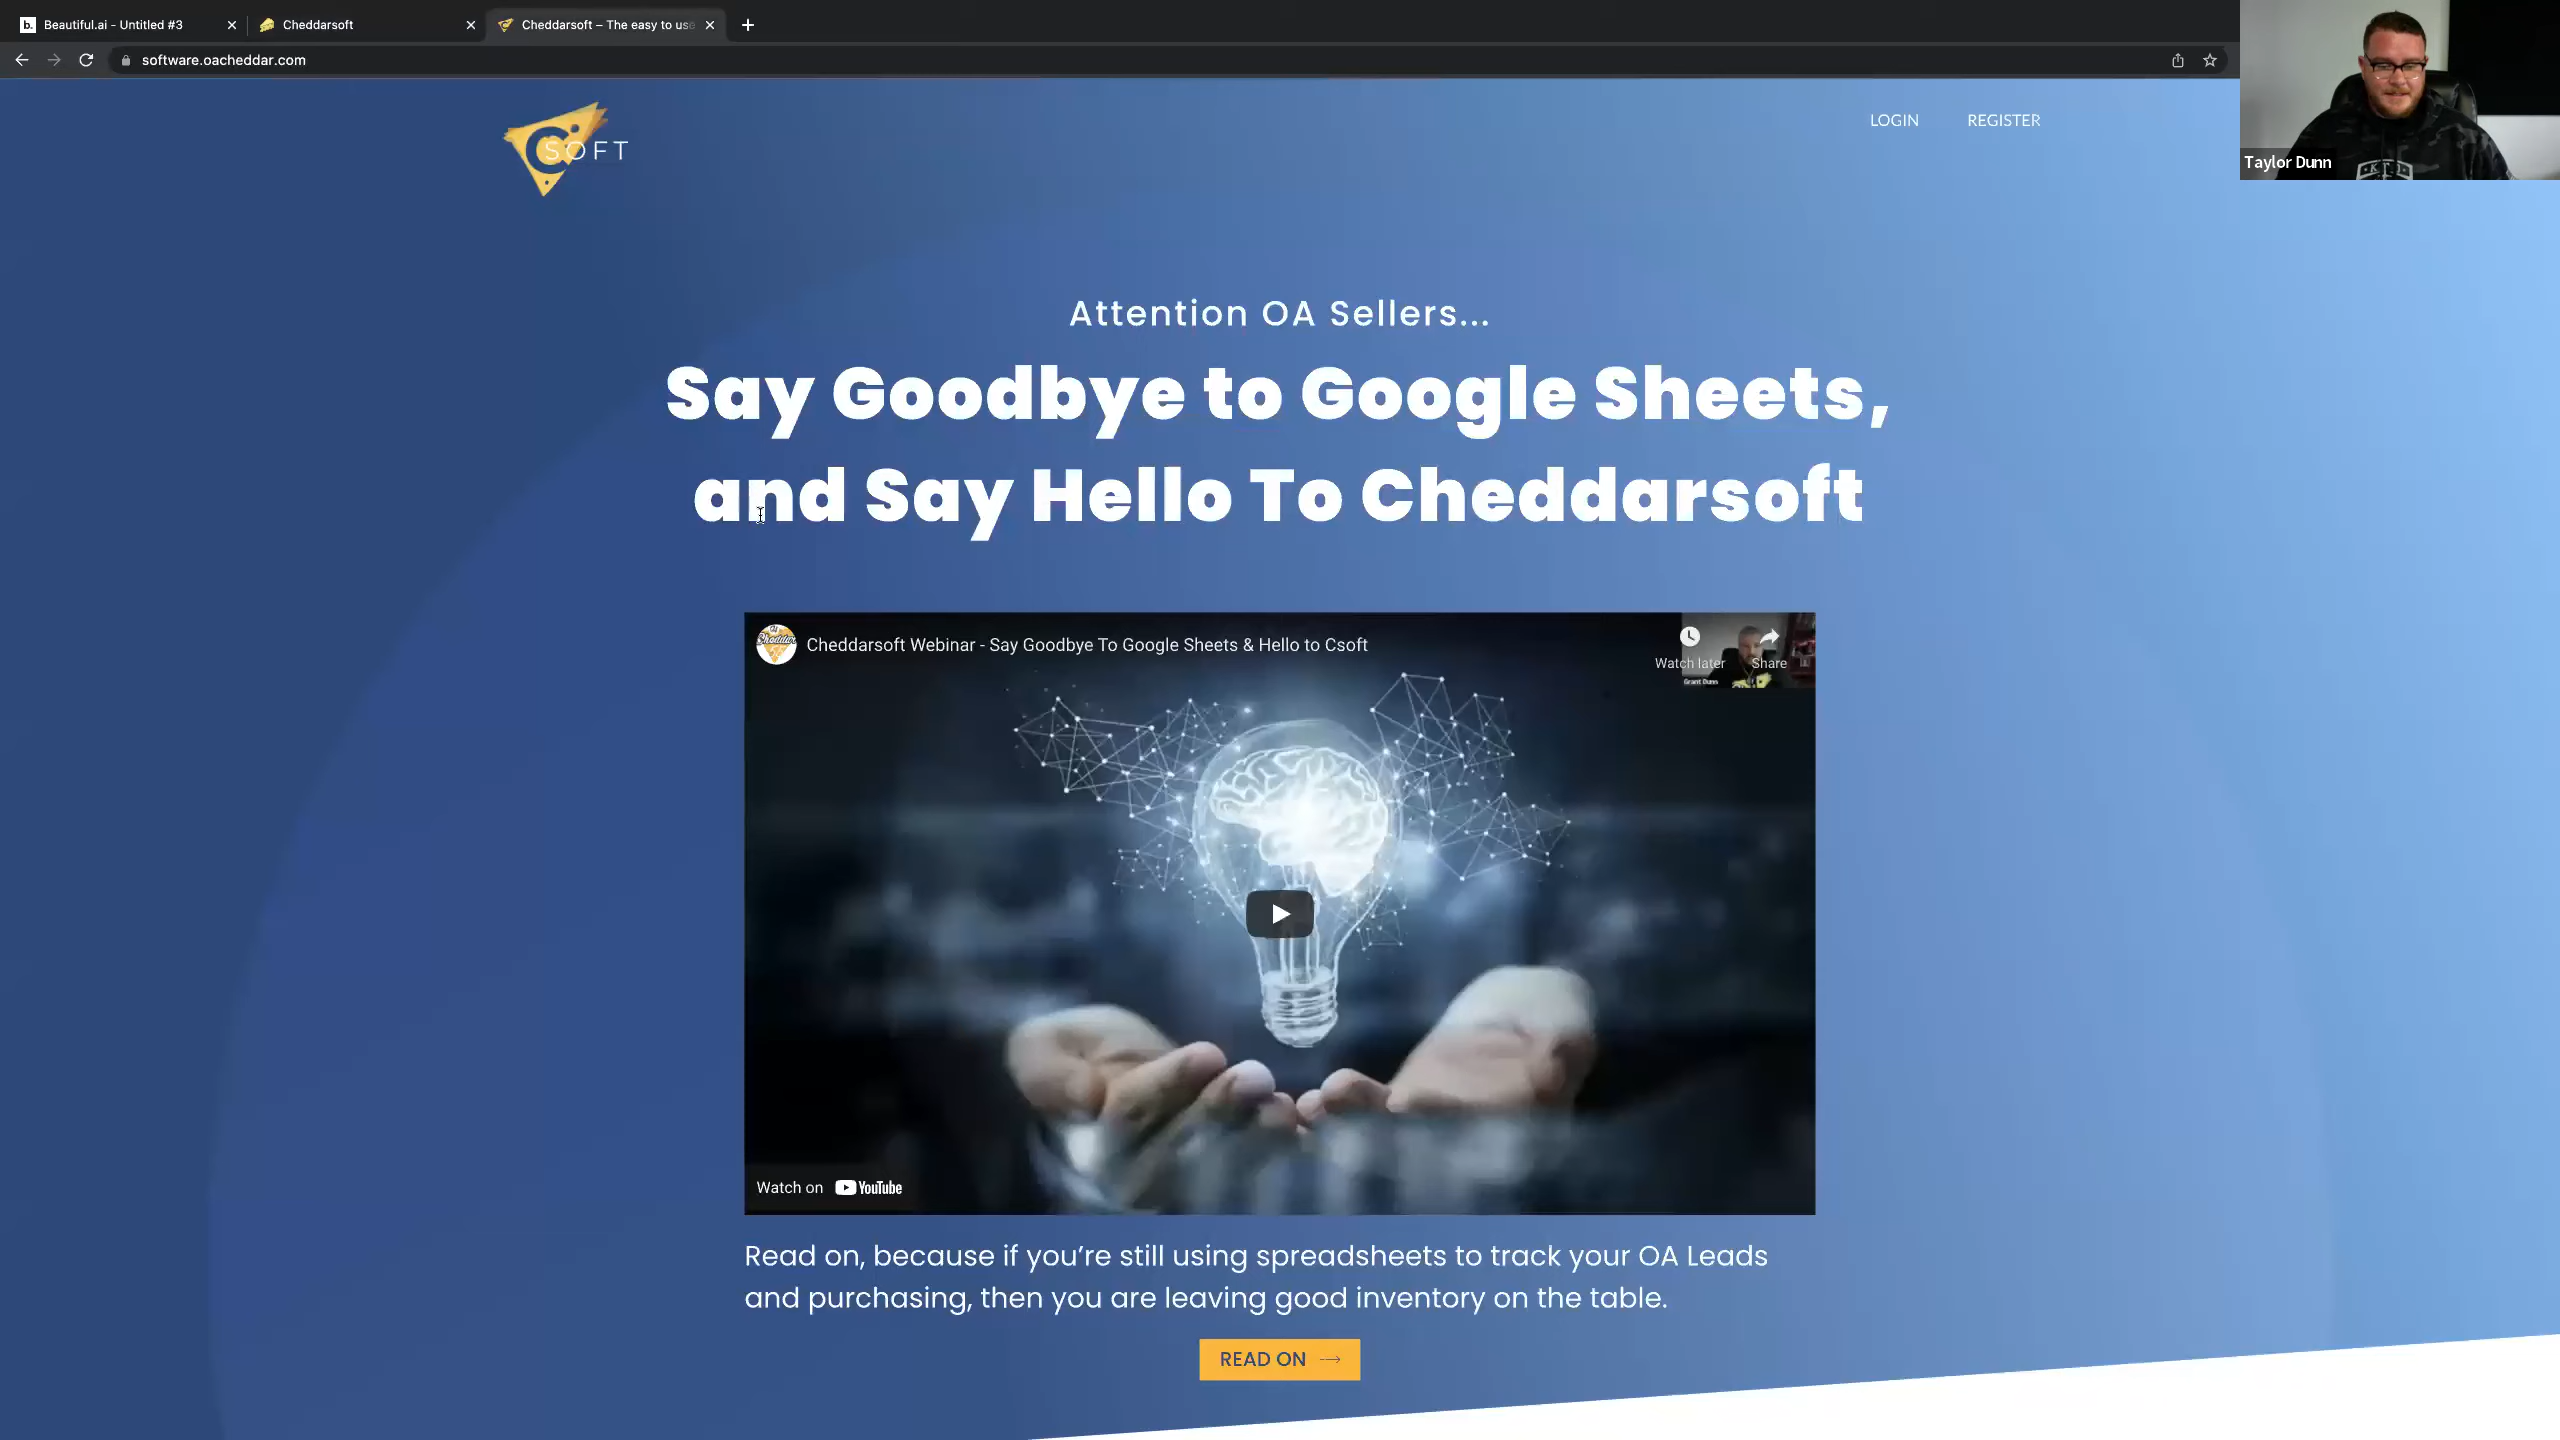 Beautiful.ai - Untitled #3
Cheddarsoft
Cheddarsoft – The easy to use
software.oacheddar.com
Taylor Dunn
CSOFT
LOGIN
REGISTER
Attention OA Sellers...
Say Goodbye to Google Sheets,
and Say Hello To Cheddarsoft
Cheddarsoft Webinar - Say Goodbye To Google Sheets & Hello to Csoft
Watch later
Share
Grant Dunn
Watch on YouTube
Read on, because if you’re still using spreadsheets to track your OA Leads
and purchasing, then you are leaving good inventory on the table.
READ ON →